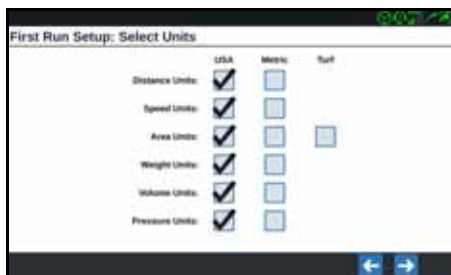 First Run Setup: Select Units
USA Metric Turf
Distance Units:
Speed Units:
Area Units:
Weight Units:
Volume Units:
Pressure Units: